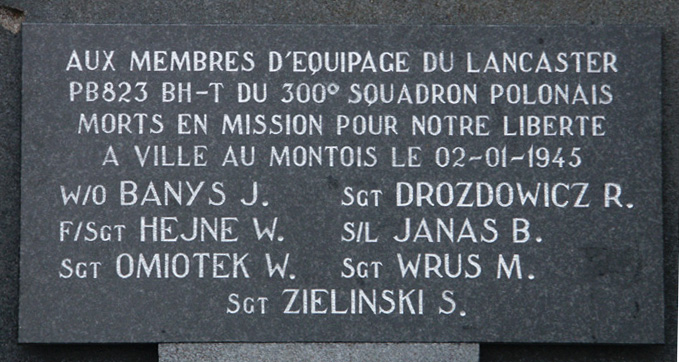 AUX MEMBRES D'EQUIPAGE DU LANCASTER
PB823 BH-T DU 300° SQUADRON POLONAIS
MORTS EN MISSION POUR NOTRE LIBERTE
A VILLE AU MONTOIS LE 02-01-1945
W/O BANYS J. SGT DROZDOWICZ R.
F/SGT HEJNE W. S/L JANAS B.
SGT OMIOTEK W. SGT WRUS M.
SGT ZIELINSKI S.